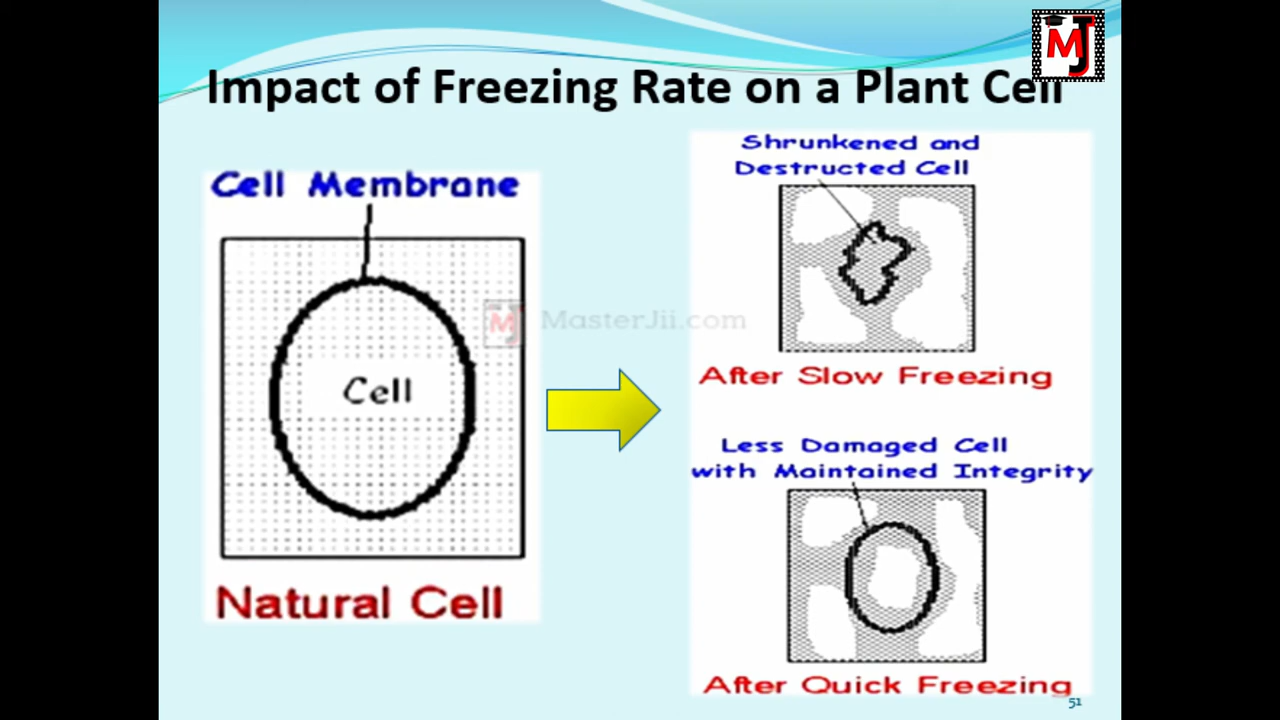 MJ
Impact of Freezing Rate on a Plant Cell
Cell Membrane
Cell
Natural Cell
MJ MasterJii.com
Shrunkened and
Destructed Cell
After Slow Freezing
Less Damaged Cell
with Maintained Integrity
After Quick Freezing
51